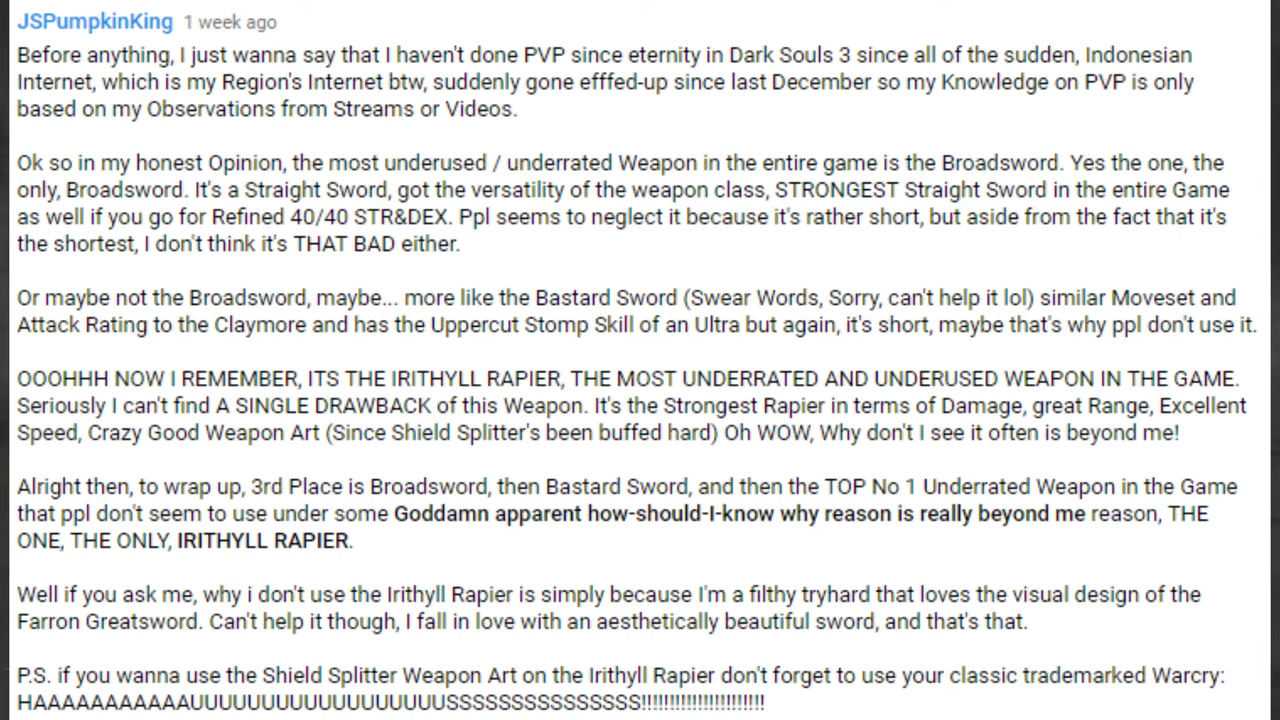 JSPumpkinKing 1 week ago
Before anything, I just wanna say that I haven't done PVP since eternity in Dark Souls 3 since all of the sudden, Indonesian
Internet, which is my Region's Internet btw, suddenly gone efffed-up since last December so my Knowledge on PVP is only
based on my Observations from Streams or Videos.
Ok so in my honest Opinion, the most underused / underrated Weapon in the entire game is the Broadsword. Yes the one, the
only, Broadsword. It's a Straight Sword, got the versatility of the weapon class, STRONGEST Straight Sword in the entire Game
as well if you go for Refined 40/40 STR&DEX. Ppl seems to neglect it because it's rather short, but aside from the fact that it's
the shortest, I don't think it's THAT BAD either.
Or maybe not the Broadsword, maybe... more like the Bastard Sword (Swear Words, Sorry, can't help it lol) similar Moveset and
Attack Rating to the Claymore and has the Uppercut Stomp Skill of an Ultra but again, it's short, maybe that's why ppl don't use it.
OOOHHH NOW I REMEMBER, ITS THE IRITHYLL RAPIER, THE MOST UNDERRATED AND UNDERUSED WEAPON IN THE GAME.
Seriously I can't find A SINGLE DRAWBACK of this Weapon. It's the Strongest Rapier in terms of Damage, great Range, Excellent
Speed, Crazy Good Weapon Art (Since Shield Splitter's been buffed hard) Oh WOW, Why don't I see it often is beyond me!
Alright then, to wrap up, 3rd Place is Broadsword, then Bastard Sword, and then the TOP No 1 Underrated Weapon in the Game
that ppl don't seem to use under some Goddamn apparent how-should-I-know why reason is really beyond me reason, THE
ONE, THE ONLY, IRITHYLL RAPIER.
Well if you ask me, why i don't use the Irithyll Rapier is simply because I'm a filthy tryhard that loves the visual design of the
Farron Greatsword. Can't help it though, I fall in love with an aesthetically beautiful sword, and that's that.
P.S. if you wanna use the Shield Splitter Weapon Art on the Irithyll Rapier don't forget to use your classic trademarked Warcry:
HAAAAAAAAAAAUUUUUUUUUUUUUUUUUUSSSSSSSSSSSSSSS!!!!!!!!!!!!!!!!!!!!!!!